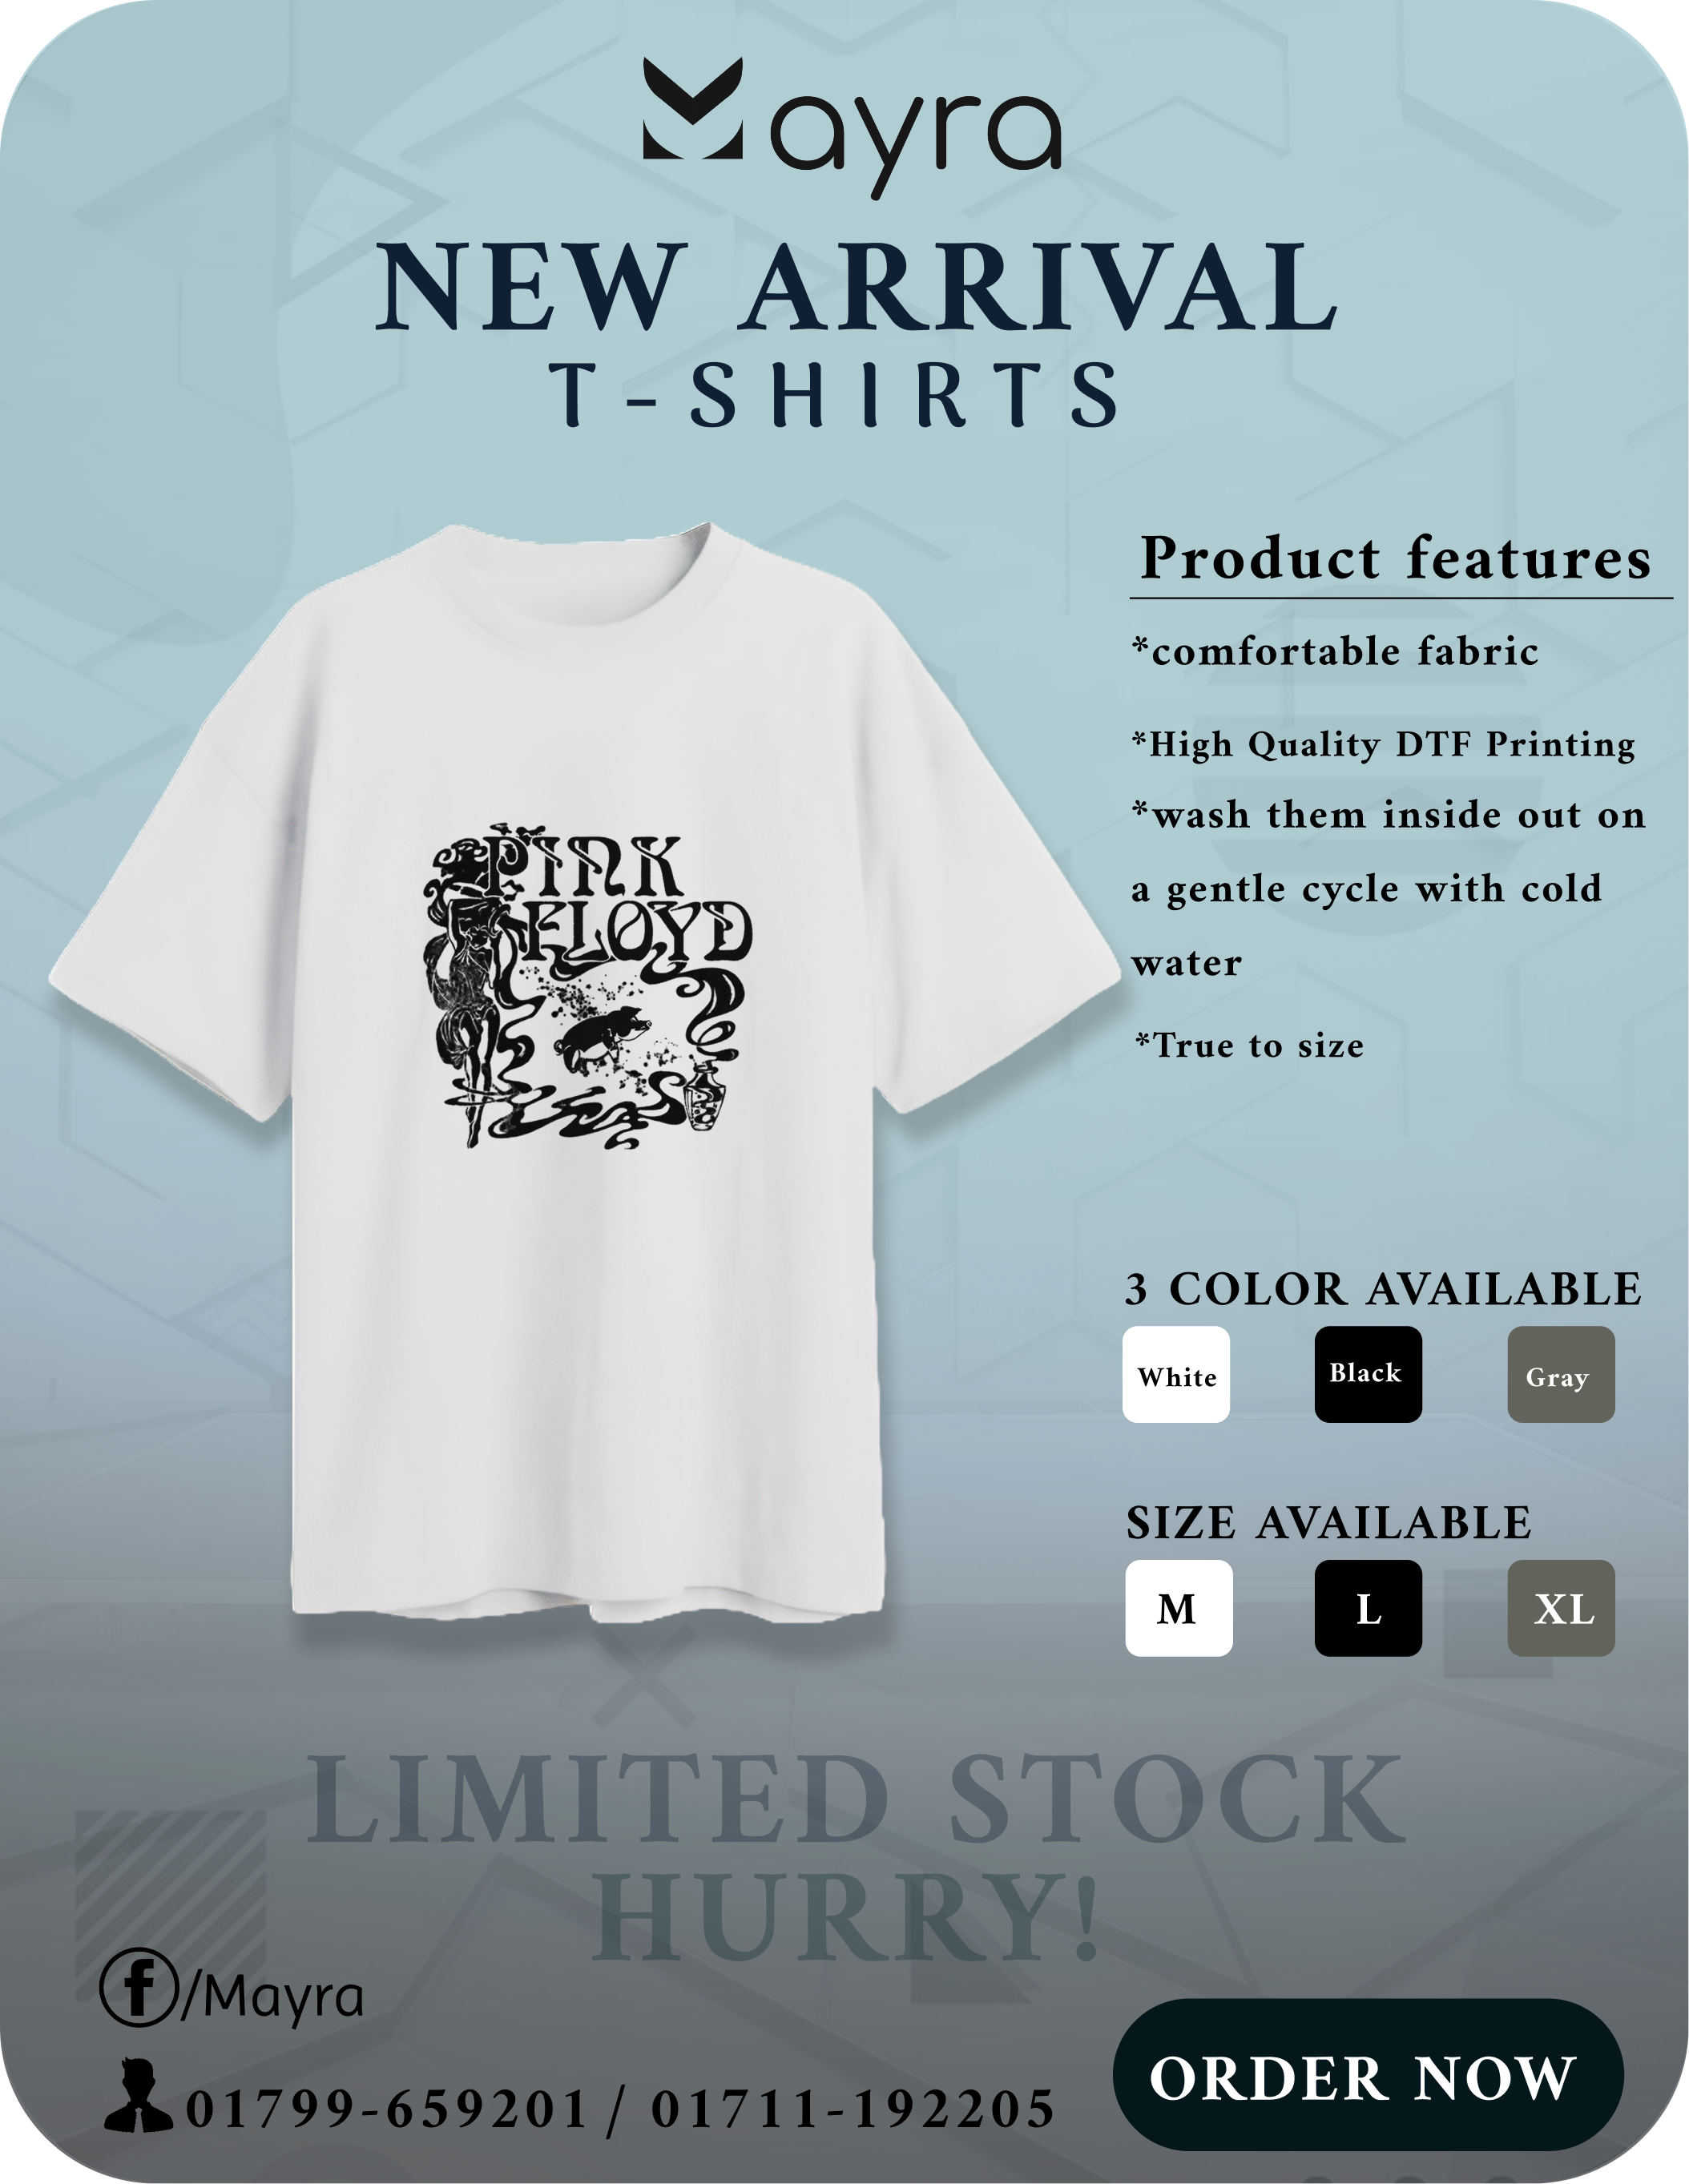 Mayra
NEW ARRIVAL
T-SHIRTS
PINK
FLOYD
Product features
*comfortable fabric
*High Quality DTF Printing
*wash them inside out on
a gentle cycle with cold
water
*True to size
3 COLOR AVAILABLE
White
Black
Gray
SIZE AVAILABLE
M
L
XL
LIMITED STOCK
HURRY!
f/Mayra
01799-659201 / 01711-192205
ORDER NOW